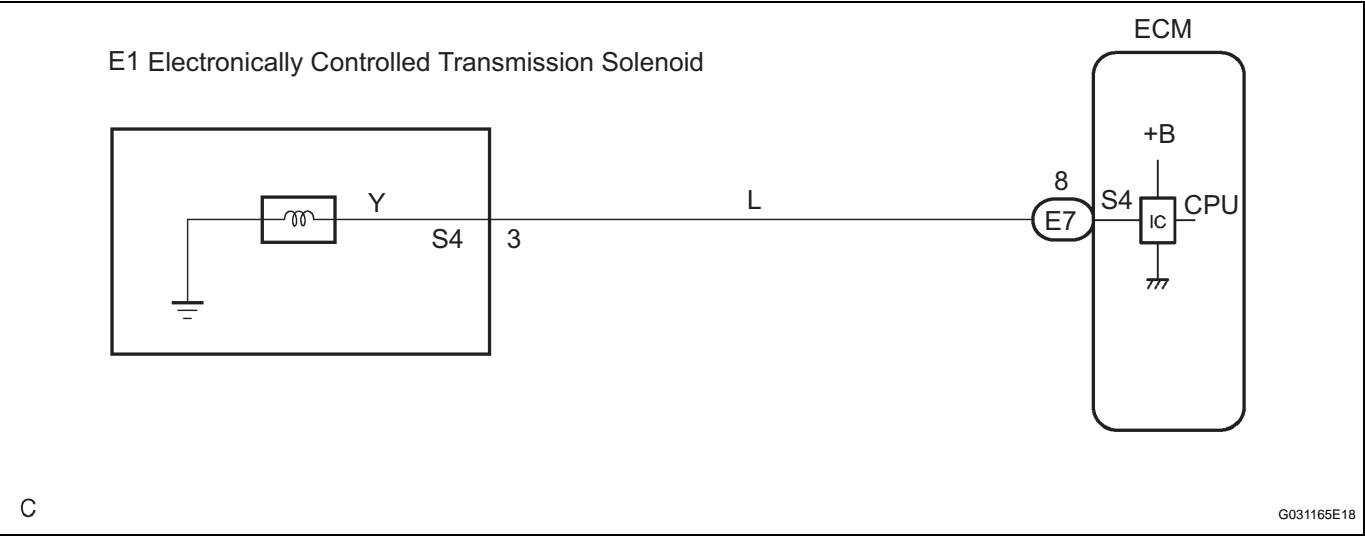 ECM
E1 Electronically Controlled Transmission Solenoid
+B
Y
L
8
S4
CPU
E7
IC
S4
3
C
G031165E18